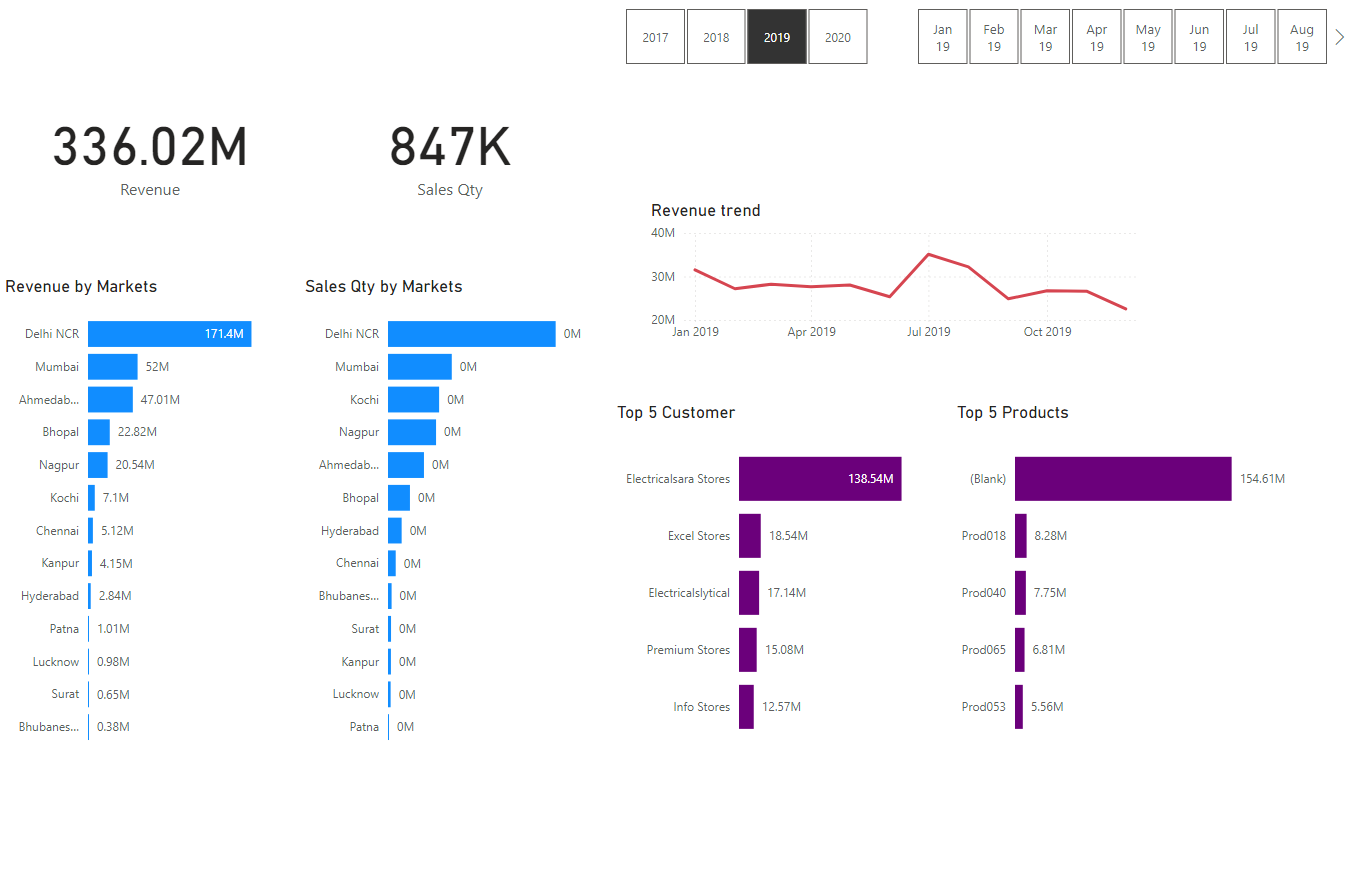 2017
2018
2019
2020
Jan
19
Feb
19
Mar
19
Apr
19
May
19
Jun
19
Jul
19
Aug
19
336.02M
Revenue
847K
Sales Qty
Revenue trend
40M
30M
20M
Jan 2019
Apr 2019
Jul 2019
Oct 2019
Revenue by Markets
Delhi NCR 171.4M
Mumbai 52M
Ahmedab... 47.01M
Bhopal 22.82M
Nagpur 20.54M
Kochi 7.1M
Chennai 5.12M
Kanpur 4.15M
Hyderabad 2.84M
Patna 1.01M
Lucknow 0.98M
Surat 0.65M
Bhubanes... 0.38M
Sales Qty by Markets
Delhi NCR 0M
Mumbai 0M
Kochi 0M
Nagpur 0M
Ahmedab... 0M
Bhopal 0M
Hyderabad 0M
Chennai 0M
Bhubanes... 0M
Surat 0M
Kanpur 0M
Lucknow 0M
Patna 0M
Top 5 Customer
Electricalsara Stores 138.54M
Excel Stores 18.54M
Electricalslytical 17.14M
Premium Stores 15.08M
Info Stores 12.57M
Top 5 Products
(Blank) 154.61M
Prod018 8.28M
Prod040 7.75M
Prod065 6.81M
Prod053 5.56M